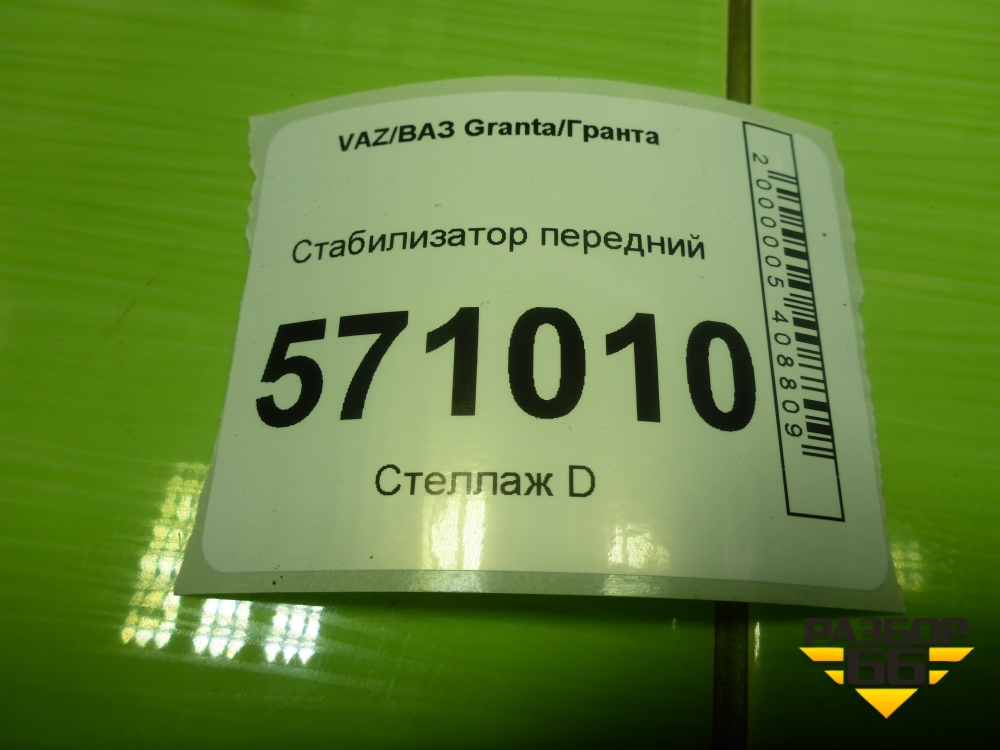 VAZ/ВАЗ Granta/Гранта
Стабилизатор передний
571010
Стеллаж D
2000005408809
РАЗБОР
66